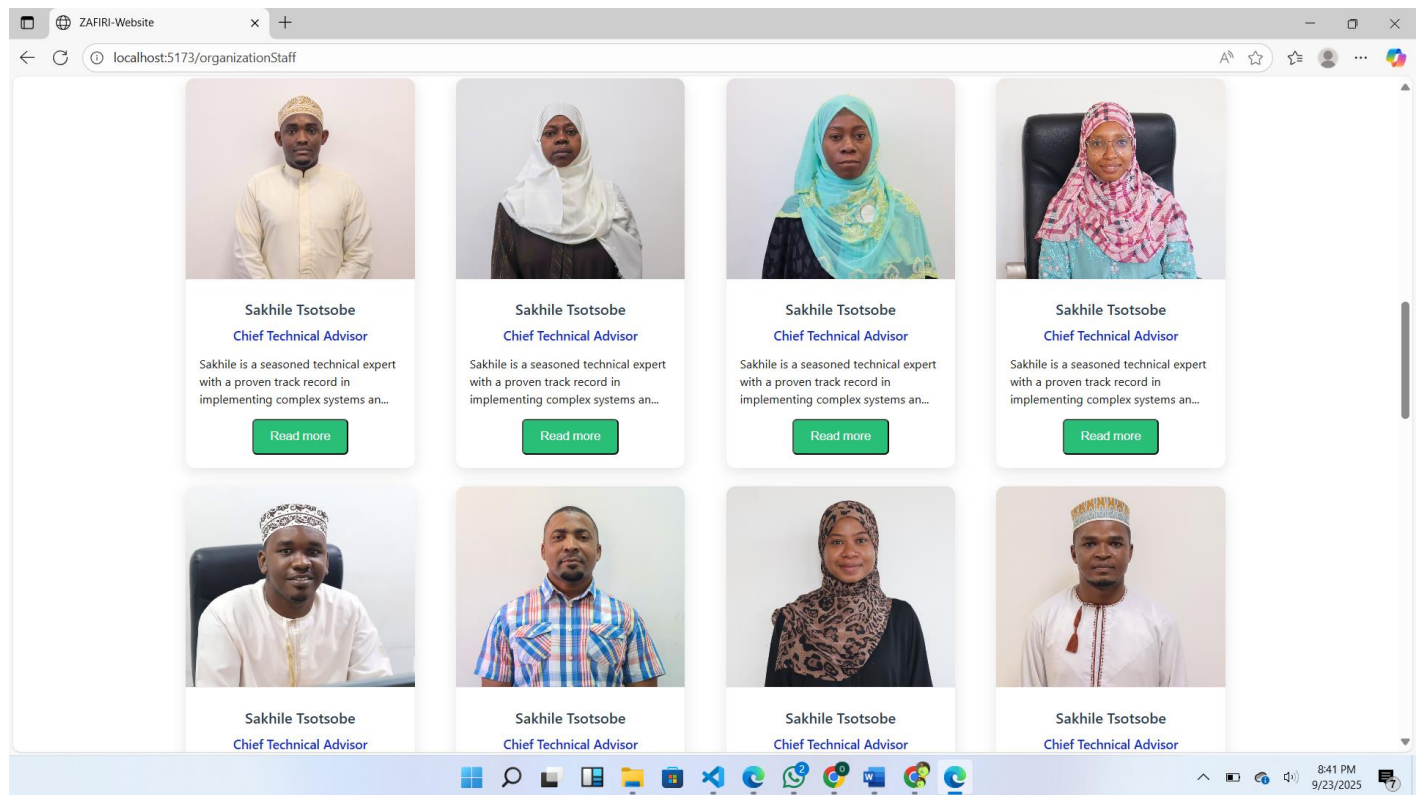 ZAFIRI-Website
localhost:5173/organizationStaff
Sakhile Tsotsobe
Chief Technical Advisor
Sakhile is a seasoned technical expert
with a proven track record in
implementing complex systems an...
Read more
Sakhile Tsotsobe
Chief Technical Advisor
Sakhile is a seasoned technical expert
with a proven track record in
implementing complex systems an...
Read more
Sakhile Tsotsobe
Chief Technical Advisor
Sakhile is a seasoned technical expert
with a proven track record in
implementing complex systems an...
Read more
Sakhile Tsotsobe
Chief Technical Advisor
Sakhile is a seasoned technical expert
with a proven track record in
implementing complex systems an...
Read more
Sakhile Tsotsobe
Chief Technical Advisor
Sakhile Tsotsobe
Chief Technical Advisor
Sakhile Tsotsobe
Chief Technical Advisor
Sakhile Tsotsobe
Chief Technical Advisor
2
0
8:41 PM
9/23/2025
7